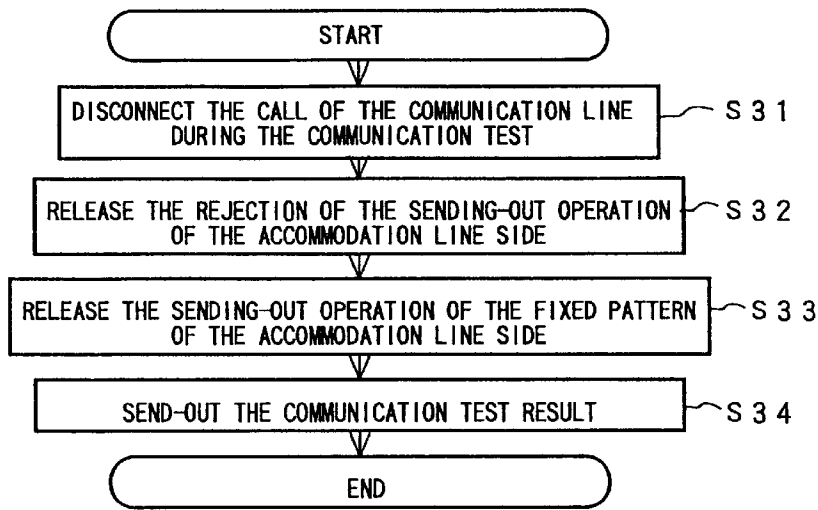 START
DISCONNECT THE CALL OF THE COMMUNICATION LINE
DURING THE COMMUNICATION TEST
S31
RELEASE THE REJECTION OF THE SENDING-OUT OPERATION
OF THE ACCOMMODATION LINE SIDE
S32
RELEASE THE SENDING-OUT OPERATION OF THE FIXED PATTERN
OF THE ACCOMMODATION LINE SIDE
S33
SEND-OUT THE COMMUNICATION TEST RESULT
S34
END